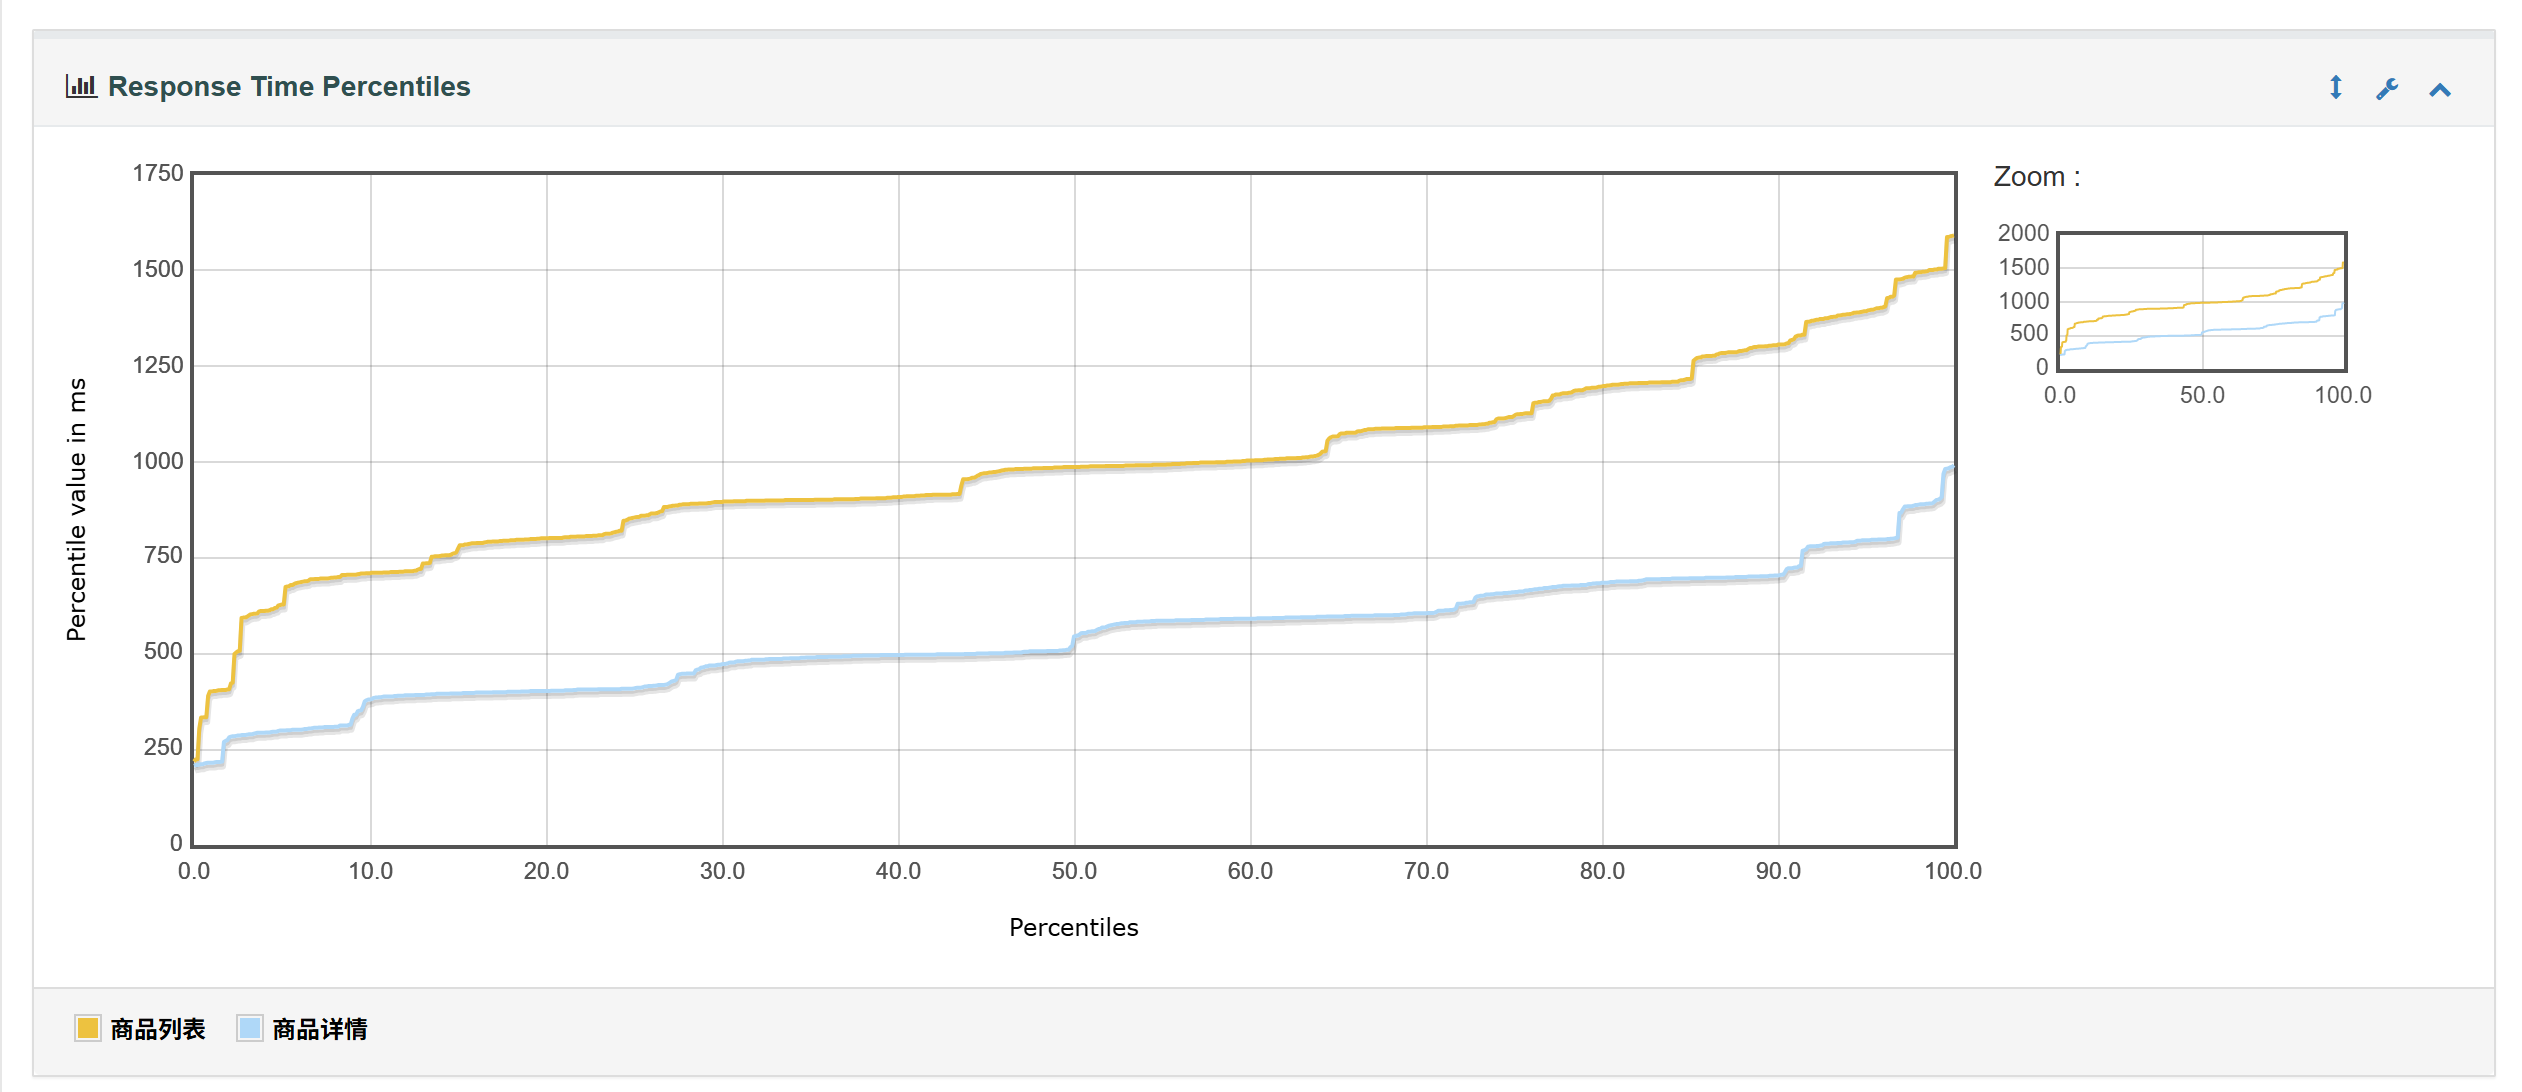 Response Time Percentiles
Percentile value in ms
1750
1500
1250
1000
750
500
250
0
0.0 10.0 20.0 30.0 40.0 50.0 60.0 70.0 80.0 90.0 100.0
Percentiles
Zoom :
2000
1500
1000
500
0
0.0 50.0 100.0
商品列表 商品详情